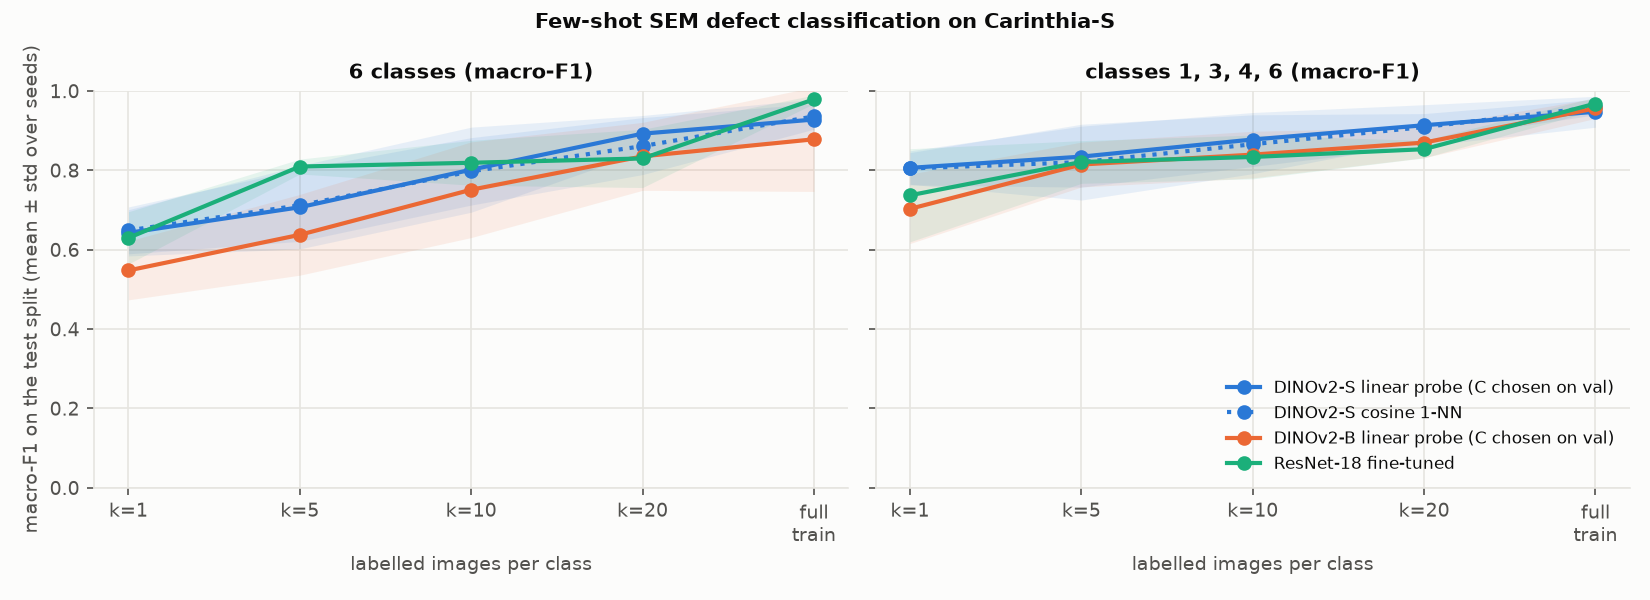 Few-shot SEM defect classification on Carinthia-S
6 classes (macro-F1)
macro-F1 on the test split (mean ± std over seeds)
1.0
0.8
0.6
0.4
0.2
0.0
k=1
k=5
k=10
k=20
full
train
labelled images per class
classes 1, 3, 4, 6 (macro-F1)
DINOv2-S linear probe (C chosen on val)
DINOv2-S cosine 1-NN
DINOv2-B linear probe (C chosen on val)
ResNet-18 fine-tuned
k=1
k=5
k=10
k=20
full
train
labelled images per class